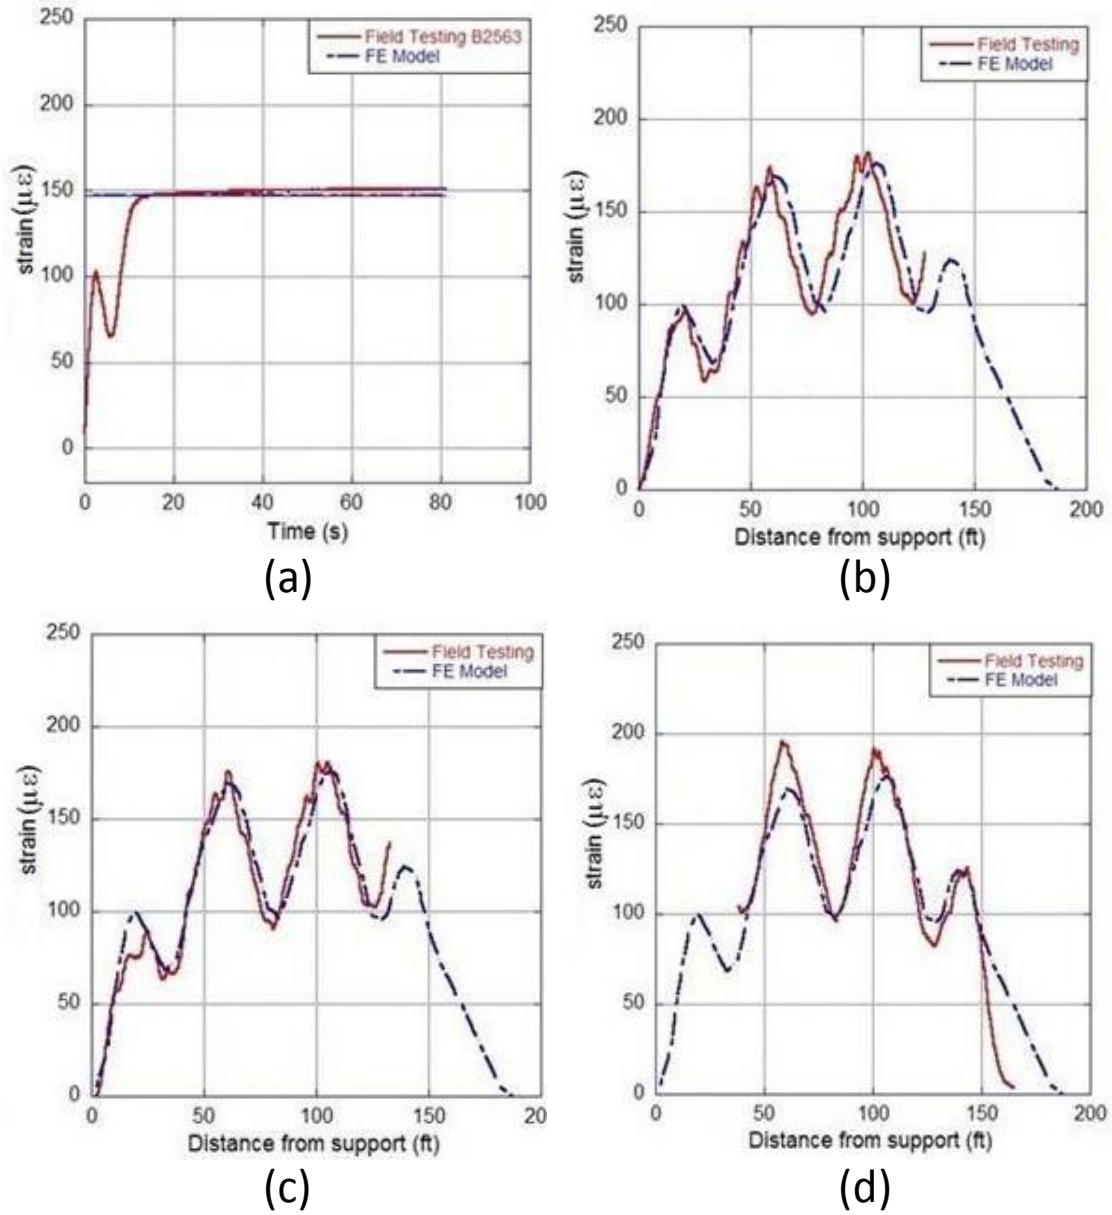 250
200
150
100
50
0
strain(µ ε)
Field Testing B2563
FE Model
0 20 40 60 80 100
Time (s)
(a)
250
200
150
100
50
0
strain (µ ε)
Field Testing
FE Model
0 50 100 150 200
Distance from support (ft)
(b)
250
200
150
100
50
0
strain (µ ε)
Field Testing
FE Model
0 50 100 150 20
Distance from support (ft)
(c)
250
200
150
100
50
0
strain (µ ε)
Field Testing
FE Model
0 50 100 150 200
Distance from support (ft)
(d)